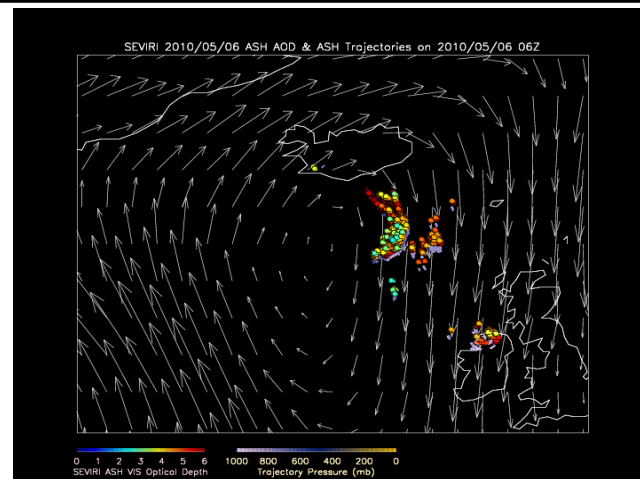 SEVIRI 2010/05/06 ASH AOD & ASH Trajectories on 2010/05/06 06Z
0 1 2 3 4 5 6
SEVIRI ASH VIS Optical Depth
1000 800 600 400 200 0
Trajectory Pressure (mb)